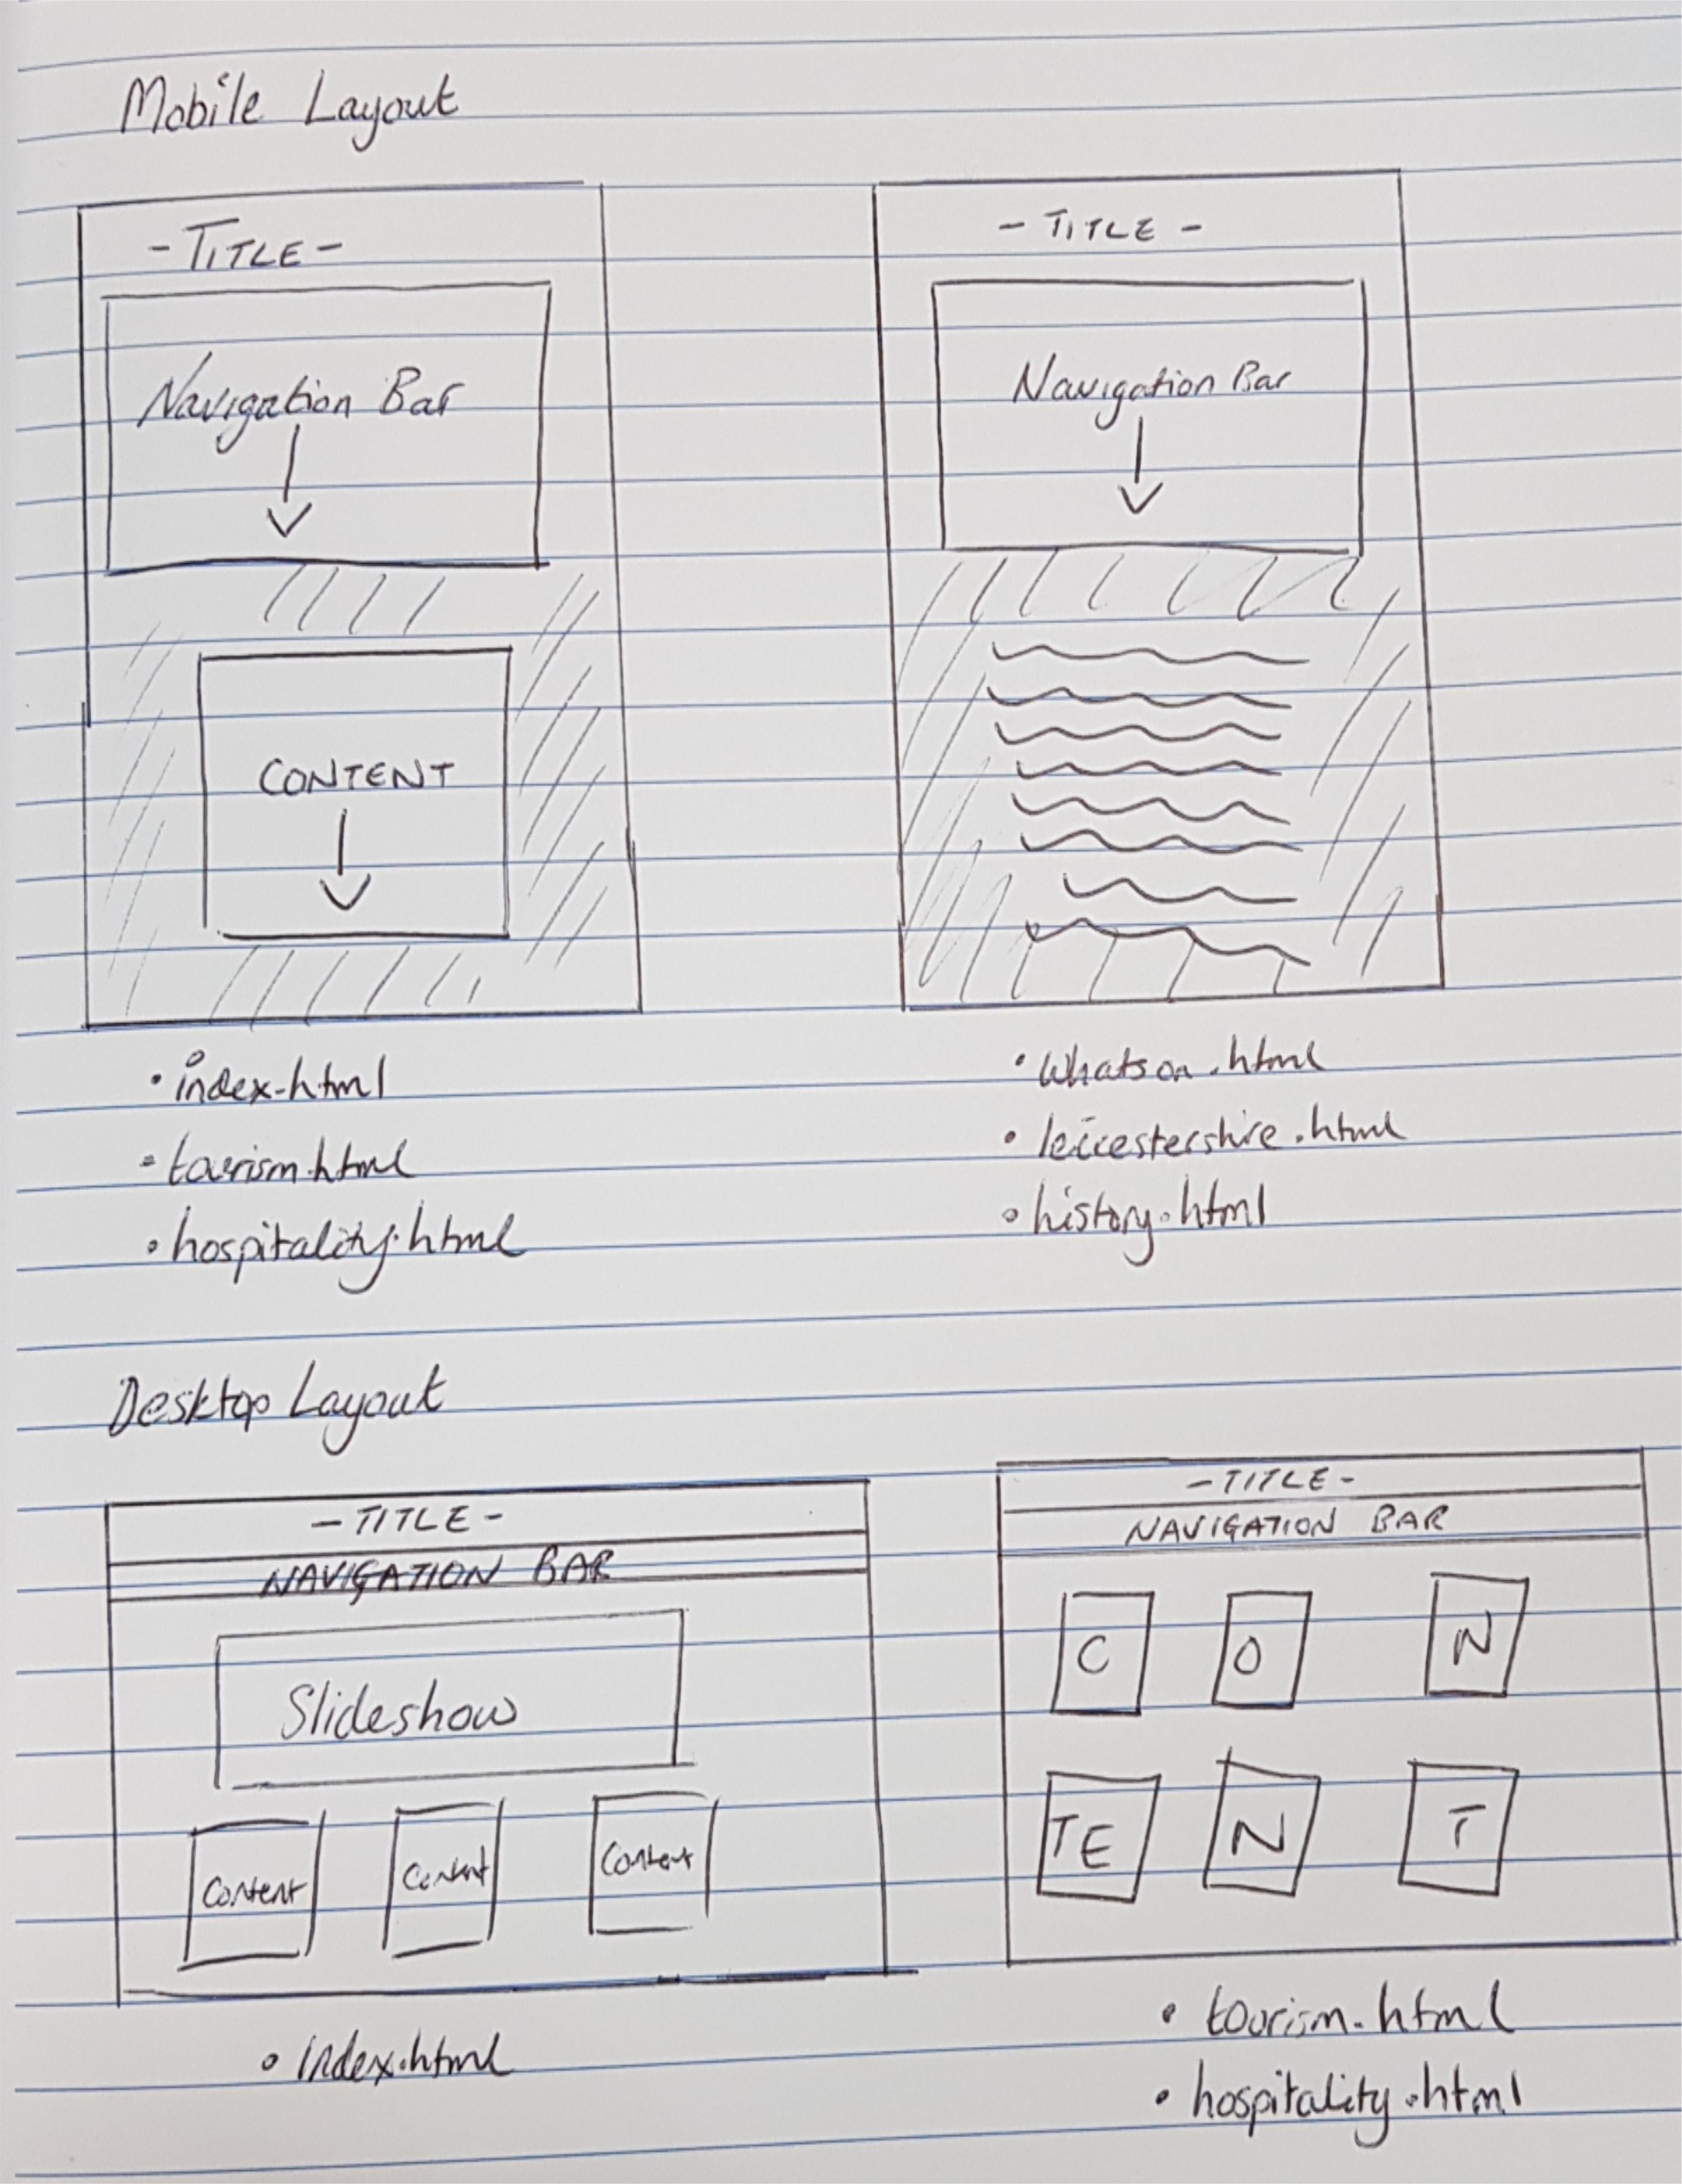 Mobile Layout
- TITLE -
Navigation Bar
CONTENT
• index.html
• tourism.html
• hospitality.html
- TITLE -
Navigation Bar
• Whatson.html
• leicestershire.html
• history.html
Desktop Layout
- TITLE -
NAVIGATION BAR
Slideshow
Content Content Content
• index.html
- TITLE -
NAVIGATION BAR
C O N
TE N T
• tourism.html
• hospitality.html